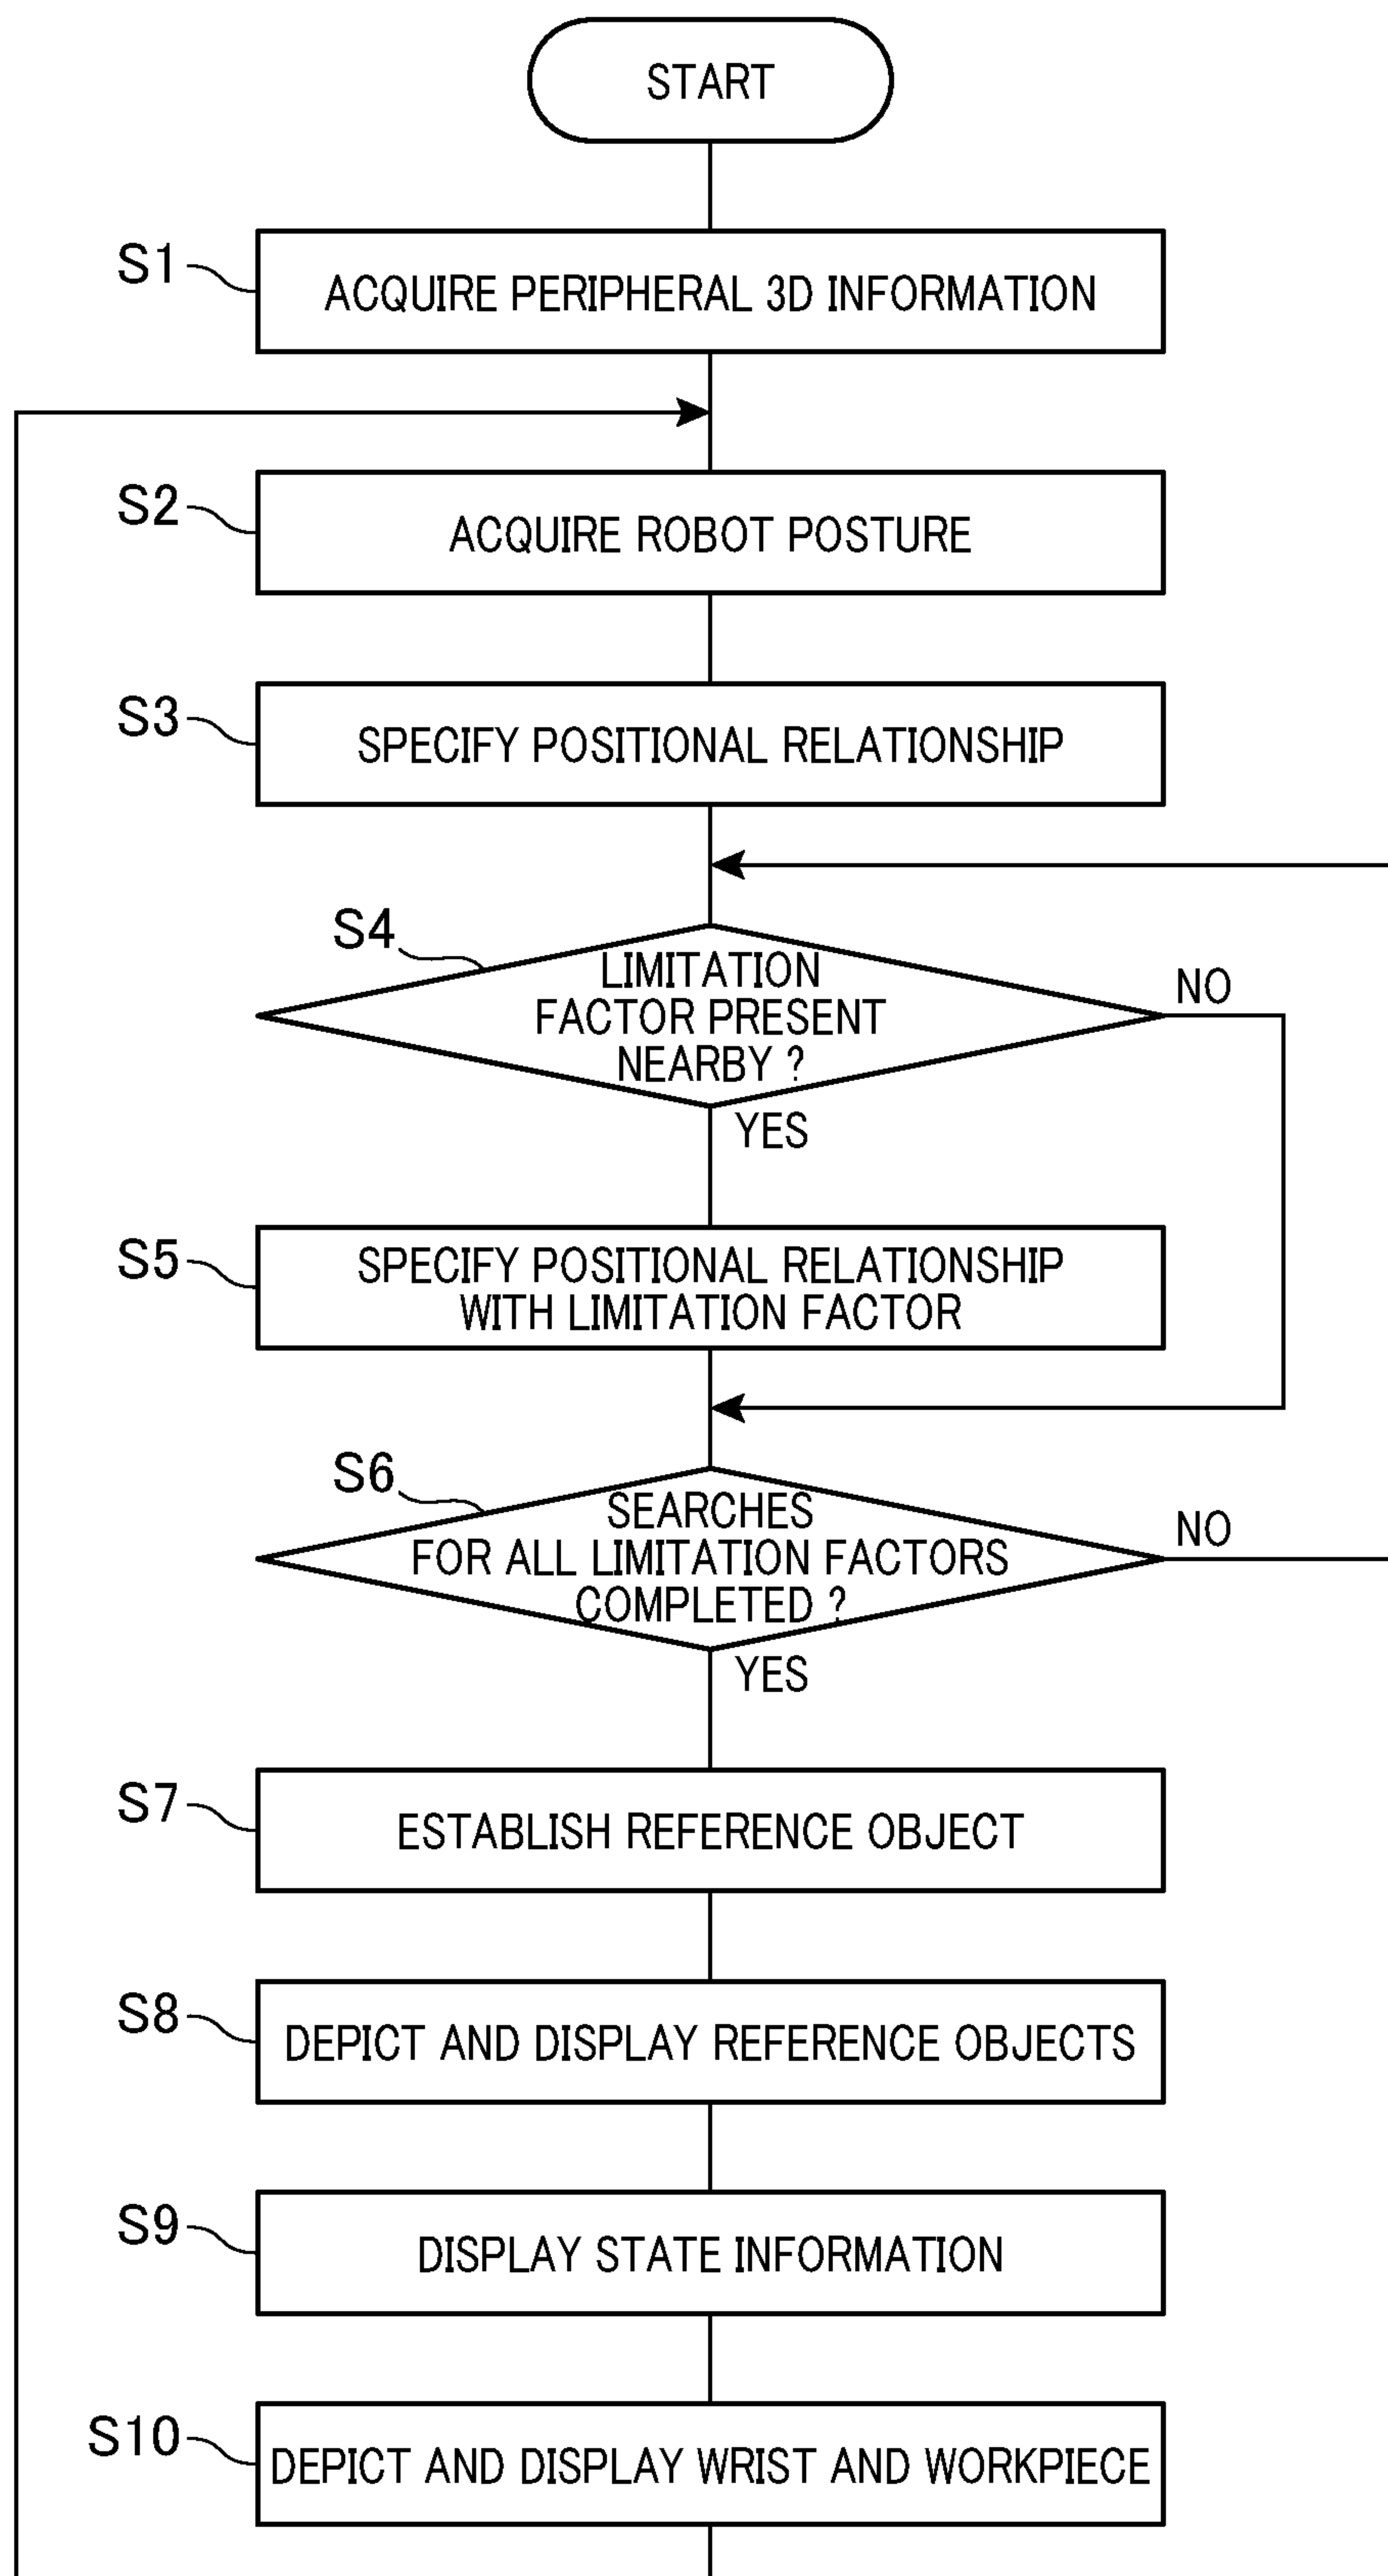 START
S1
ACQUIRE PERIPHERAL 3D INFORMATION
S2
ACQUIRE ROBOT POSTURE
S3
SPECIFY POSITIONAL RELATIONSHIP
S4
LIMITATION
FACTOR PRESENT
NEARBY ?
NO
YES
S5
SPECIFY POSITIONAL RELATIONSHIP
WITH LIMITATION FACTOR
S6
SEARCHES
FOR ALL LIMITATION FACTORS
COMPLETED ?
NO
YES
S7
ESTABLISH REFERENCE OBJECT
S8
DEPICT AND DISPLAY REFERENCE OBJECTS
S9
DISPLAY STATE INFORMATION
S10
DEPICT AND DISPLAY WRIST AND WORKPIECE